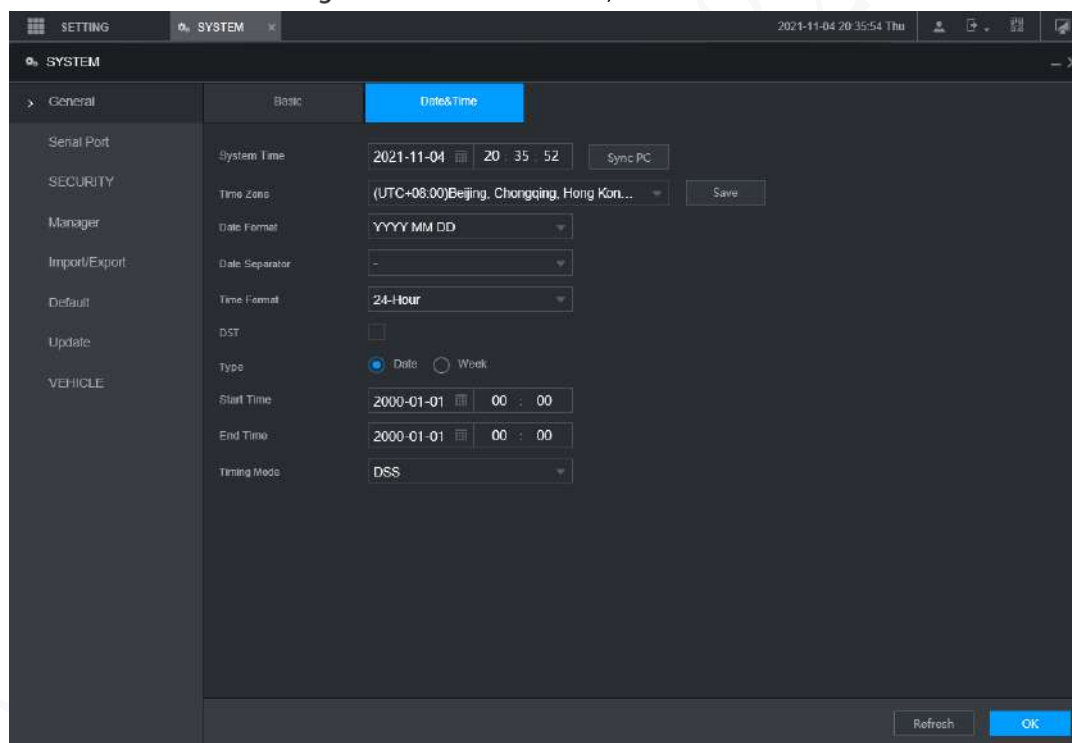 SETTING SYSTEM × 2021-11-04 20:35:54 Thu
SYSTEM
General Basic Date&Time
Serial Port
System Time 2021-11-04 20 : 35 : 52 Sync PC
SECURITY
Time Zone (UTC+08:00)Beijing, Chongqing, Hong Kon... Save
Manager
Date Format YYYY MM DD
Import/Export
Date Separator -
Default
Time Format 24-Hour
DST
Update
Type Date Week
VEHICLE
Start Time 2000-01-01 00 : 00
End Time 2000-01-01 00 : 00
Timing Mode DSS
Refresh OK